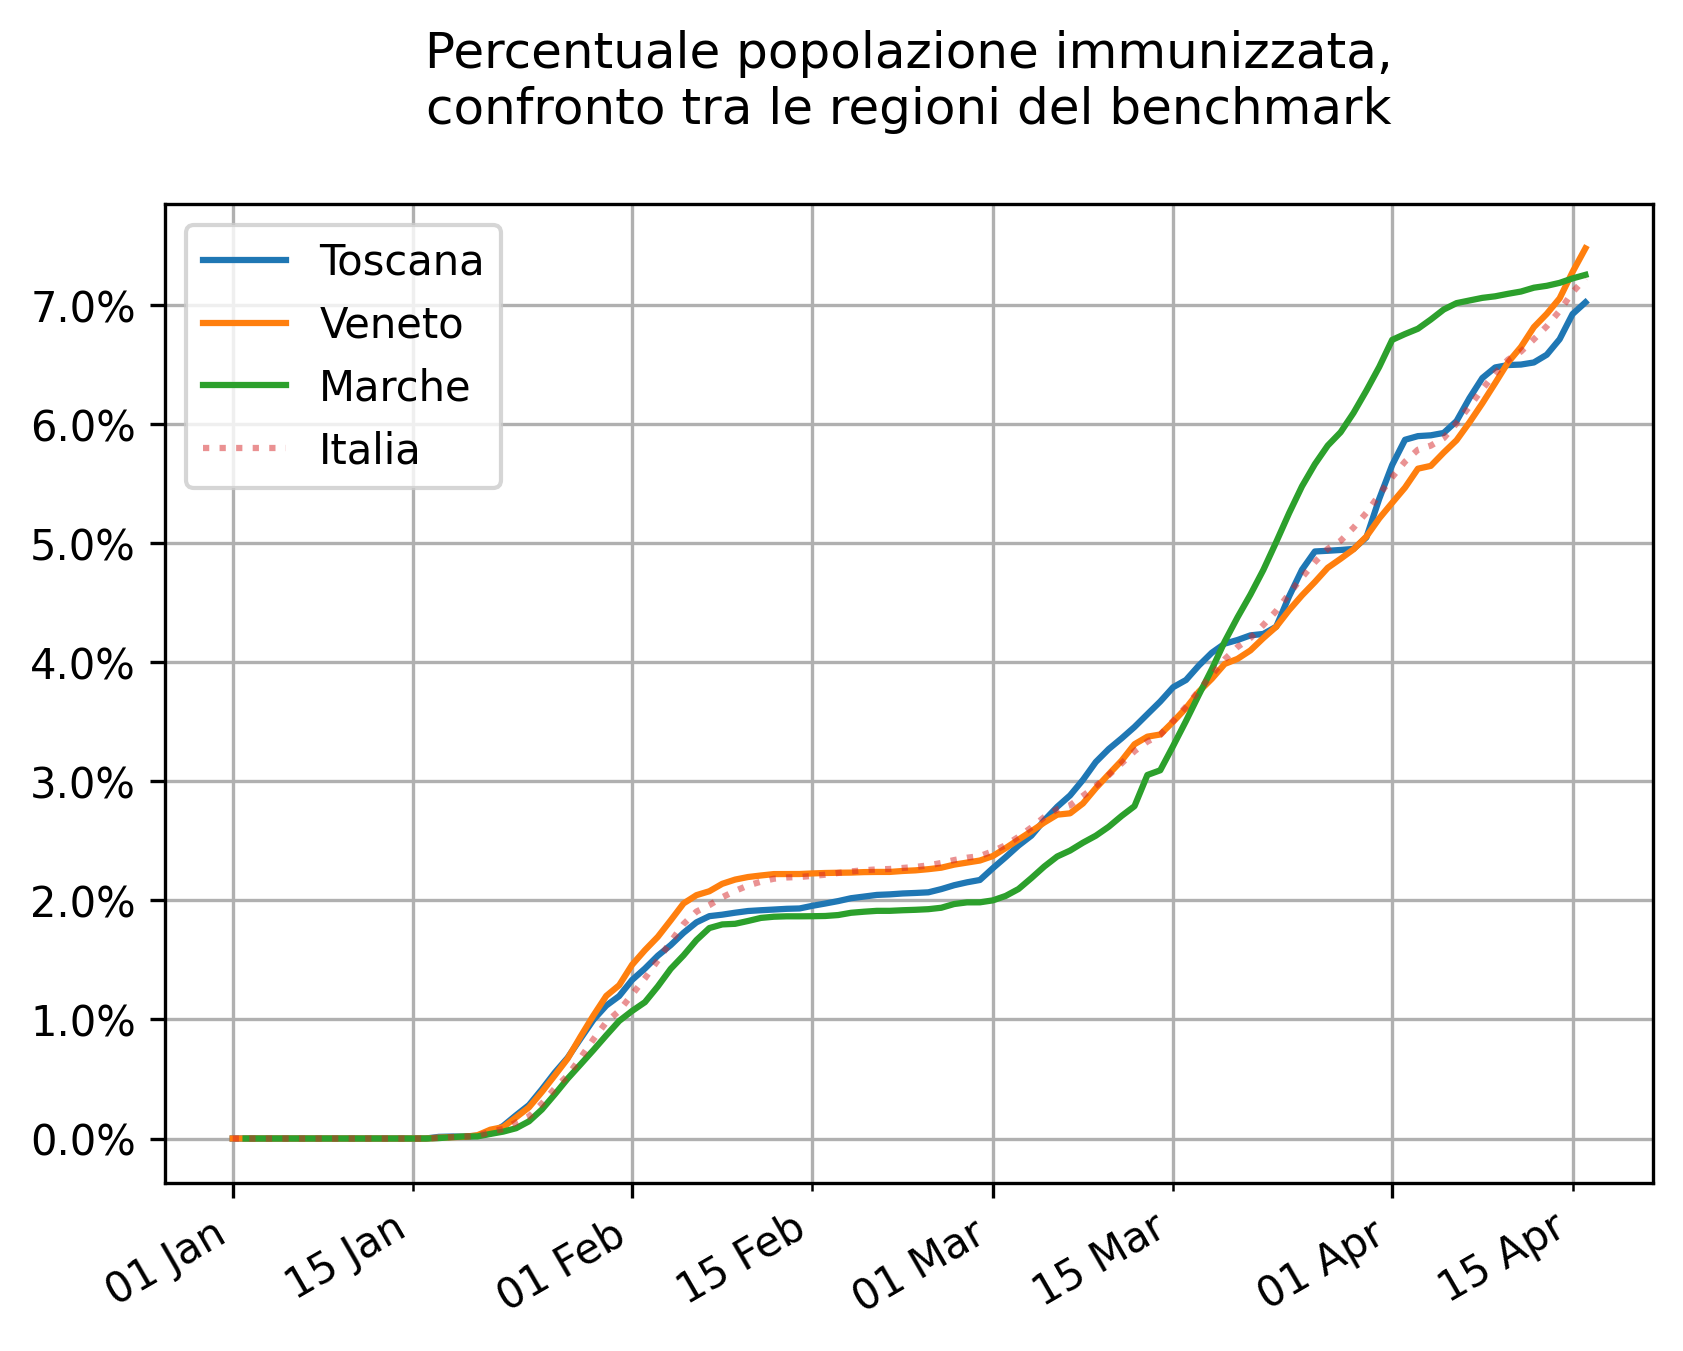 Percentuale popolazione immunizzata,
confronto tra le regioni del benchmark
Toscana
Veneto
Marche
Italia
7.0%
6.0%
5.0%
4.0%
3.0%
2.0%
1.0%
0.0%
01 Jan
15 Jan
01 Feb
15 Feb
01 Mar
15 Mar
01 Apr
15 Apr